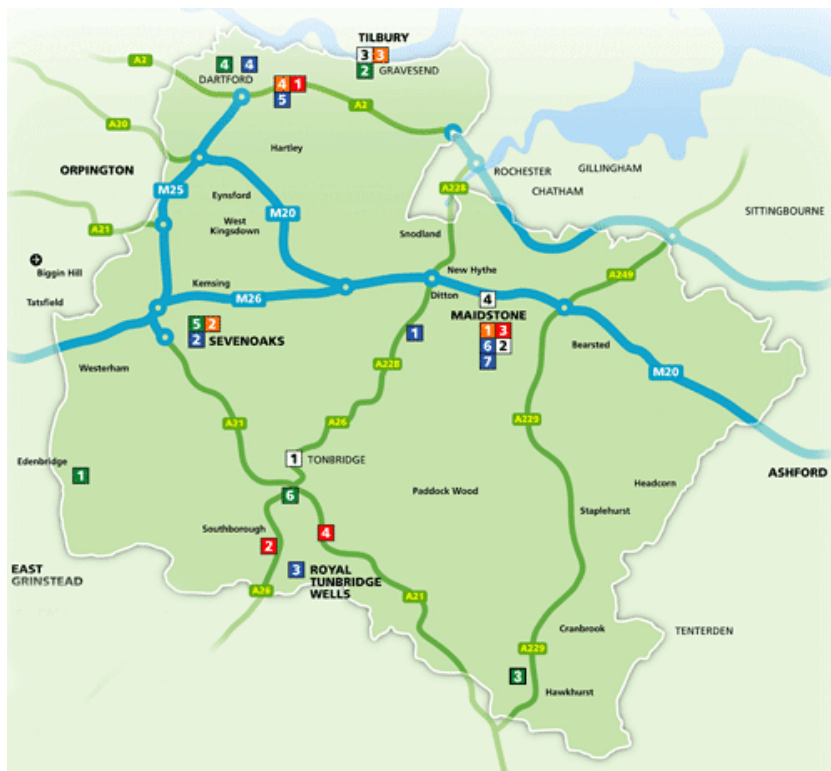 TILBURY
3 3
2 GRAVESEND
4 4
DARTFORD
4 1
5
A2
A2
A20
Hartley
ORPINGTON
ROCHESTER
GILLINGHAM
CHATHAM
SITTINGBOURNE
M25
A228
Eynsford
M20
West
Kingsdown
A21
Snodland
Biggin Hill
Tatsfield
Kemsing
M26
New Hythe
Ditton
A249
4
MAIDSTONE
1 3
6 2
7
5 2
2 SEVENOAKS
1
Bearsted
Westerham
A228
M20
A21
A26
A229
Edenbridge
1
1 TONBRIDGE
ASHFORD
6
Paddock Wood
Headcorn
Staplehurst
Southborough
2
4
EAST
GRINSTEAD
3 ROYAL
TUNBRIDGE
WELLS
A26
A21
Cranbrook
TENTERDEN
A229
3
Hawkhurst